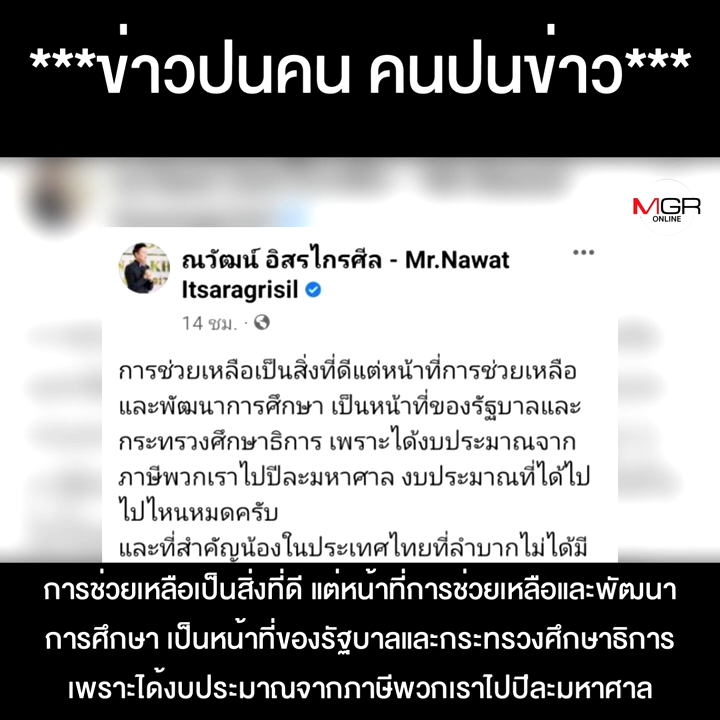 ***ข่าวปนคน คนปนข่าว***
MGR
ONLINE
ณวัฒน์ อิสรไกรศีล - Mr.Nawat
Itsaragrisil
14 ชม.
การช่วยเหลือเป็นสิ่งที่ดีแต่หน้าที่การช่วยเหลือ
และพัฒนาการศึกษา เป็นหน้าที่ของรัฐบาลและ
กระทรวงศึกษาธิการ เพราะได้งบประมาณจาก
ภาษีพวกเราไปปีละมหาศาล งบประมาณที่ได้ไป
ไปไหนหมดครับ
และที่สำคัญน้องในประเทศไทยที่ลำบากไม่ได้มี
การช่วยเหลือเป็นสิ่งที่ดี แต่หน้าที่การช่วยเหลือและพัฒนา
การศึกษา เป็นหน้าที่ของรัฐบาลและกระทรวงศึกษาธิการ
เพราะได้งบประมาณจากภาษีพวกเราไปปีละมหาศาล